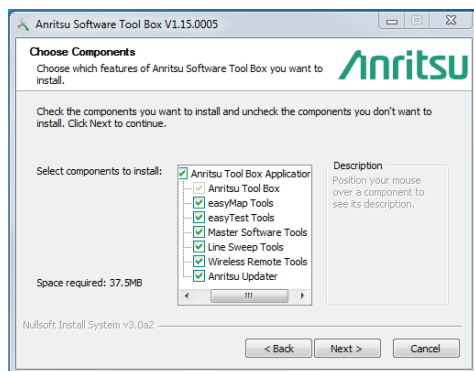 Anritsu Software Tool Box V1.15.0005
Choose Components
Choose which features of Anritsu Software Tool Box you want to
install.
Anritsu
Check the components you want to install and uncheck the components you don't want to
install. Click Next to continue.
Select components to install:
Anritsu Tool Box Application
Anritsu Tool Box
easyMap Tools
easyTest Tools
Master Software Tools
Line Sweep Tools
Wireless Remote Tools
Anritsu Updater
Description
Position your mouse
over a component to
see its description.
Space required: 37.5MB
Nullsoft Install System v3.0a2
< Back
Next >
Cancel